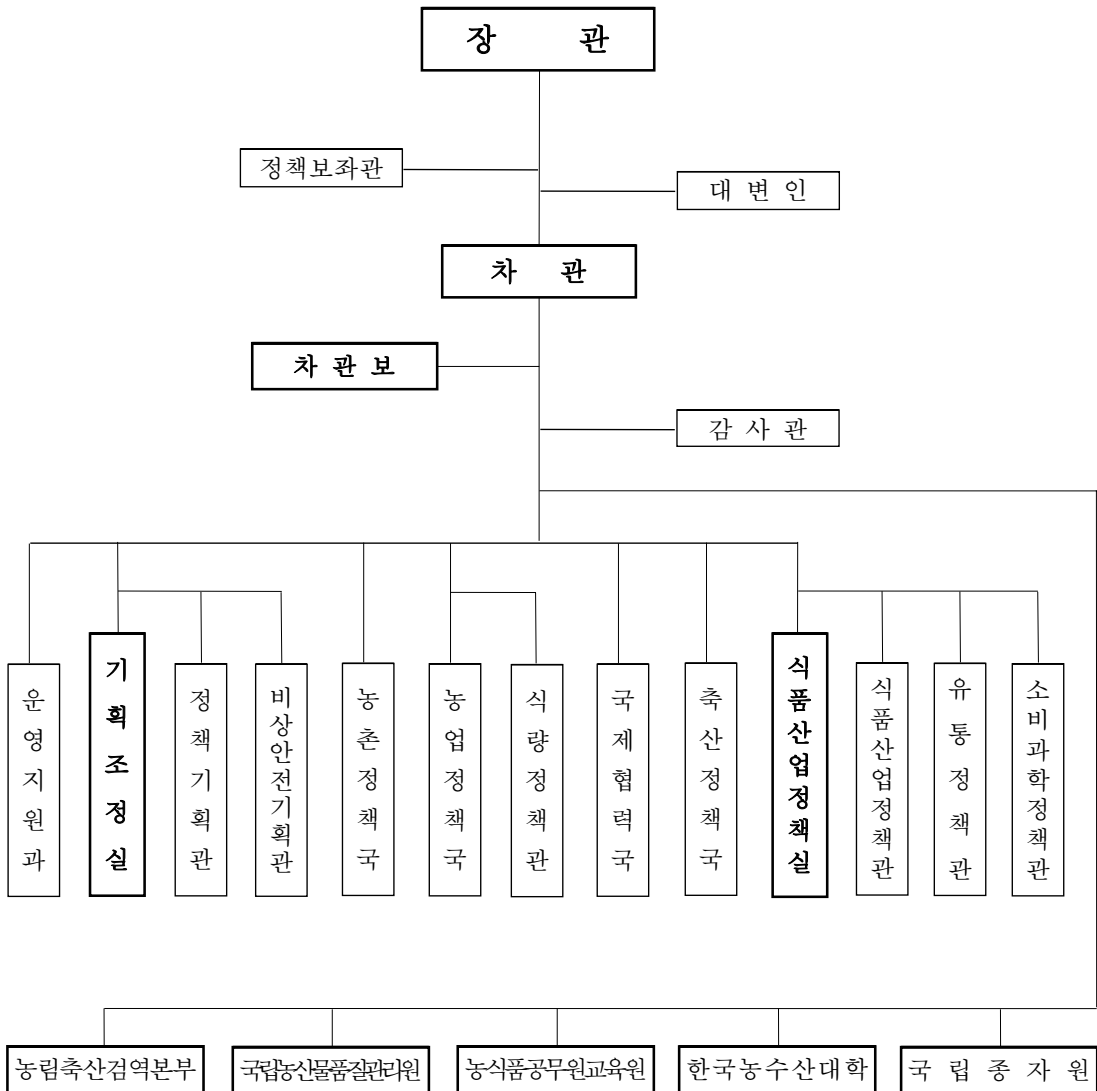 장 관
정책보좌관
대 변 인
차 관
차 관 보
감 사 관
운영지원과
기획조정실
정책기획관
비상안전기획관
농촌정책국
농업정책국
식량정책관
국제협력국
축산정책국
식품산업정책실
식품산업정책관
유통정책관
소비과학정책관
농림축산검역본부
국립농산물품질관리원
농식품공무원교육원
한국농수산대학
국 립 종 자 원